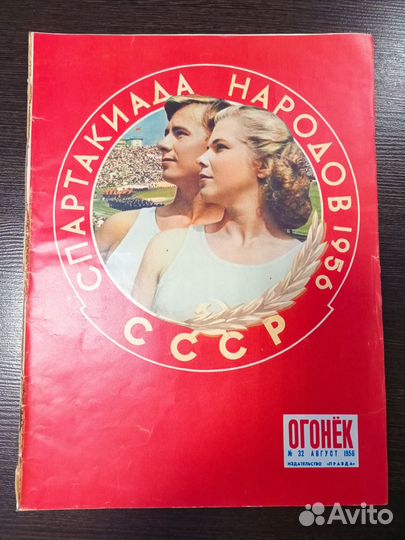 СПАРТАКИАДА НАРОДОВ 1956
СССР
ОГОНЁК
№ 32 АВГУСТ 1956
ИЗДАТЕЛЬСТВО «ПРАВДА»
Avito